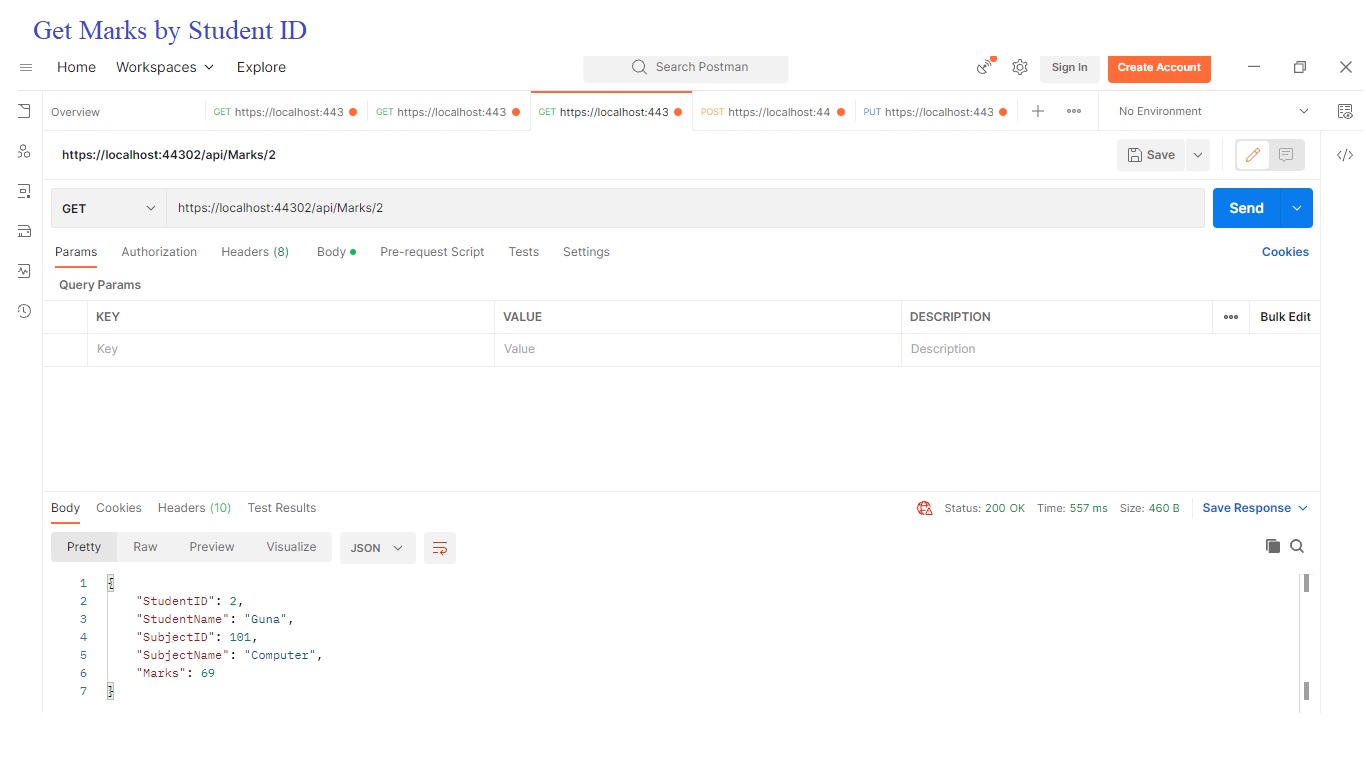 Get Marks by Student ID
Home Workspaces Explore Search Postman Sign In Create Account
Overview GET https://localhost:443 GET https://localhost:443 GET https://localhost:443 POST https://localhost:44 PUT https://localhost:443 No Environment
https://localhost:44302/api/Marks/2 Save
GET https://localhost:44302/api/Marks/2 Send
Params Authorization Headers (8) Body Pre-request Script Tests Settings Cookies
Query Params
KEY VALUE DESCRIPTION Bulk Edit
Key Value Description
Body Cookies Headers (10) Test Results Status: 200 OK Time: 557 ms Size: 460 B Save Response
Pretty Raw Preview Visualize JSON
1 {
2 "StudentID": 2,
3 "StudentName": "Guna",
4 "SubjectID": 101,
5 "SubjectName": "Computer",
6 "Marks": 69
7 }